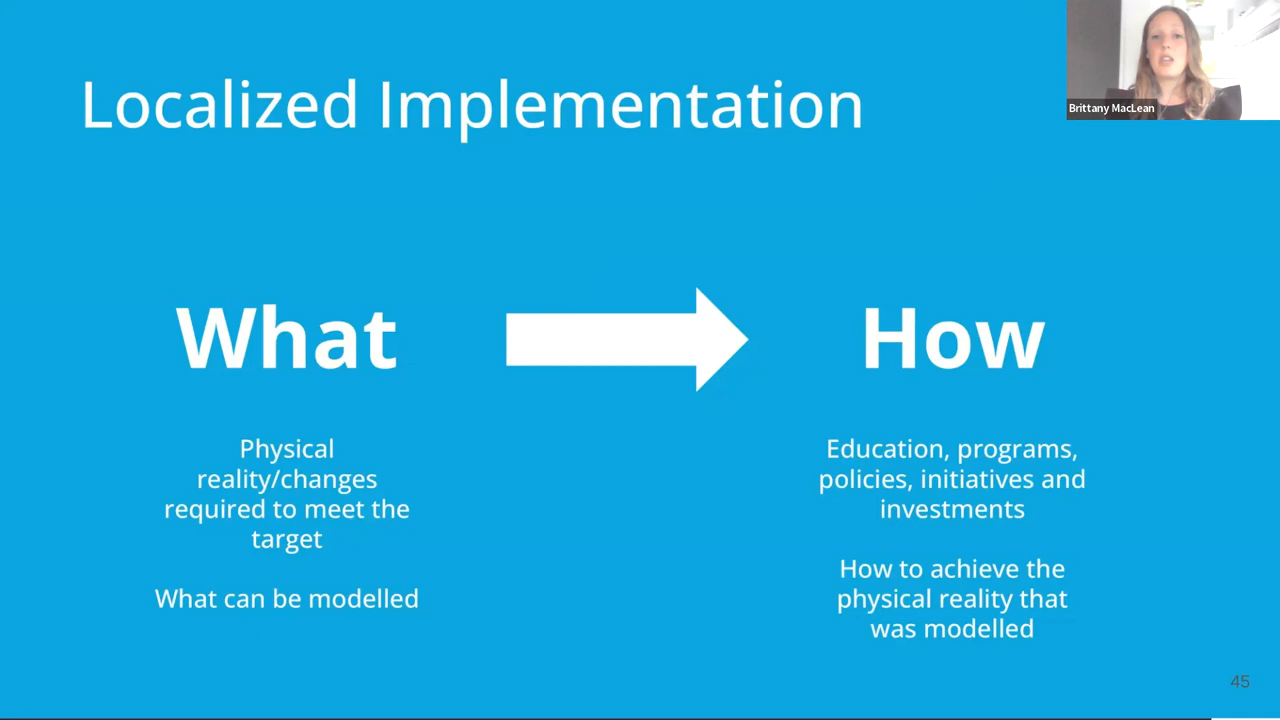 Localized Implementation
Brittany MacLean
What
How
Physical
reality/changes
required to meet the
target
What can be modelled
Education, programs,
policies, initiatives and
investments
How to achieve the
physical reality that
was modelled
45